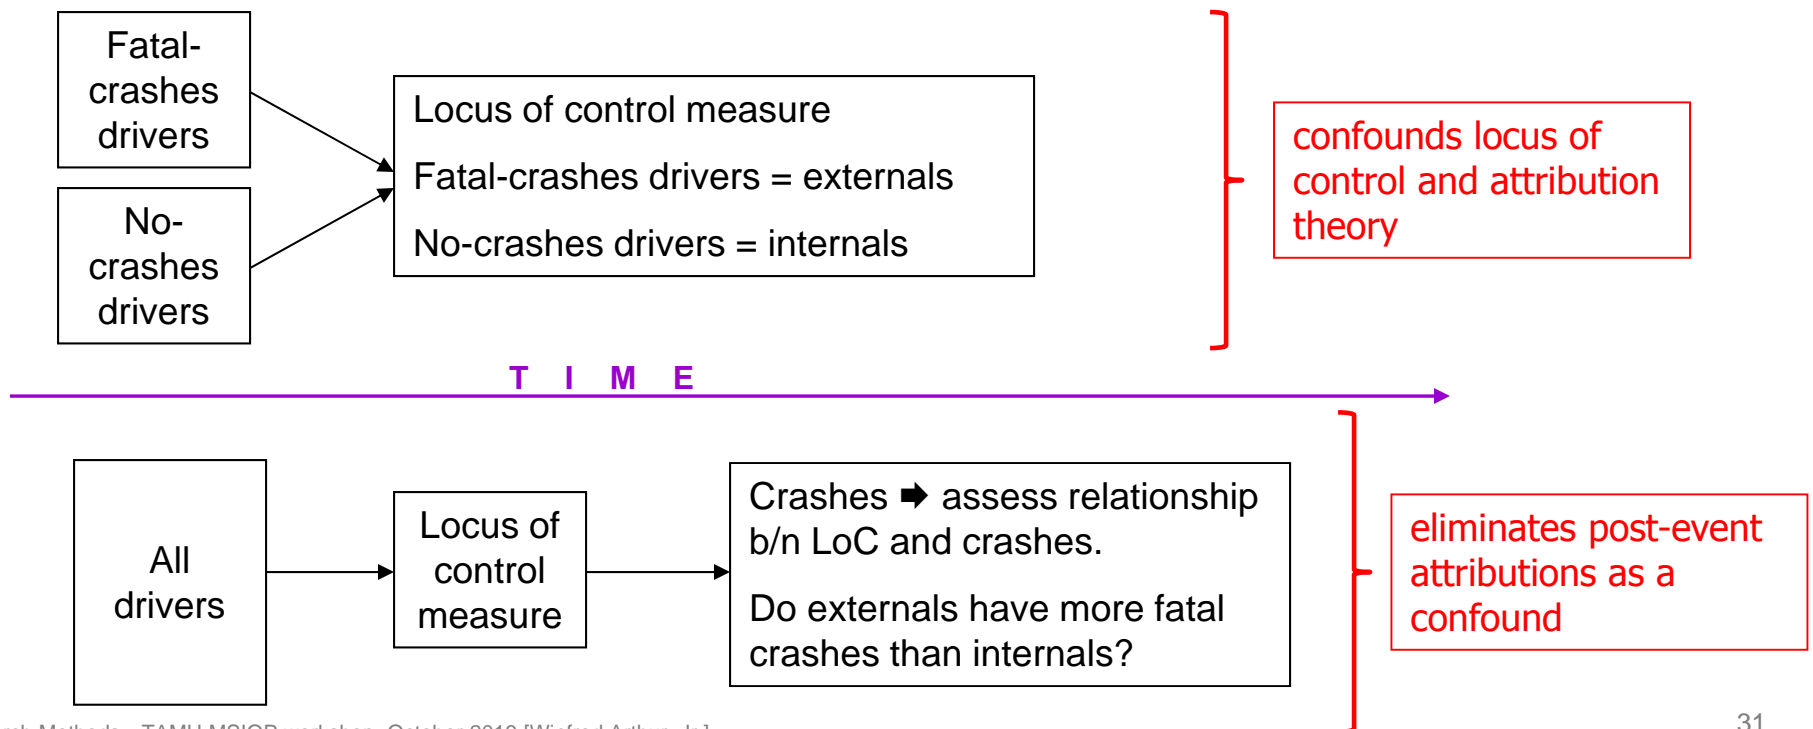 Fatal-
crashes
drivers
Locus of control measure
Fatal-crashes drivers = externals
No-crashes drivers = internals
No-
crashes
drivers
confounds locus of
control and attribution
theory
T I M E
All
drivers
Locus of
control
measure
Crashes ➡ assess relationship
b/n LoC and crashes.
Do externals have more fatal
crashes than internals?
eliminates post-event
attributions as a
confound
31